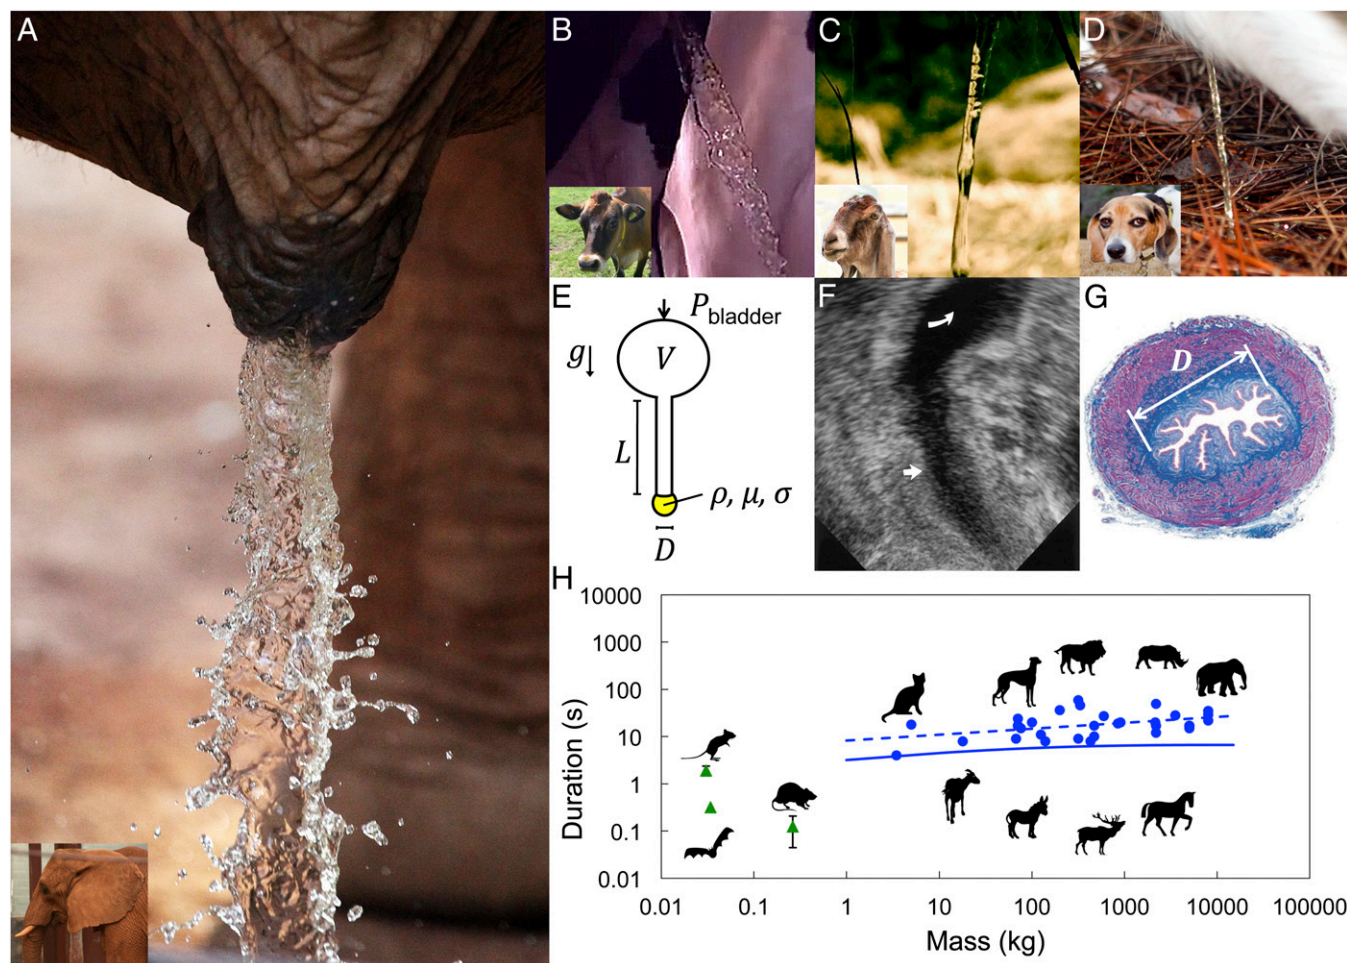 A
B
C
D
E
P bladder
g
V
L
ρ, μ, σ
D
F
G
D
H
10000
1000
100
10
1
0.1
0.01
Duration (s)
0.01
0.1
1
10
100
1000
10000
100000
Mass (kg)